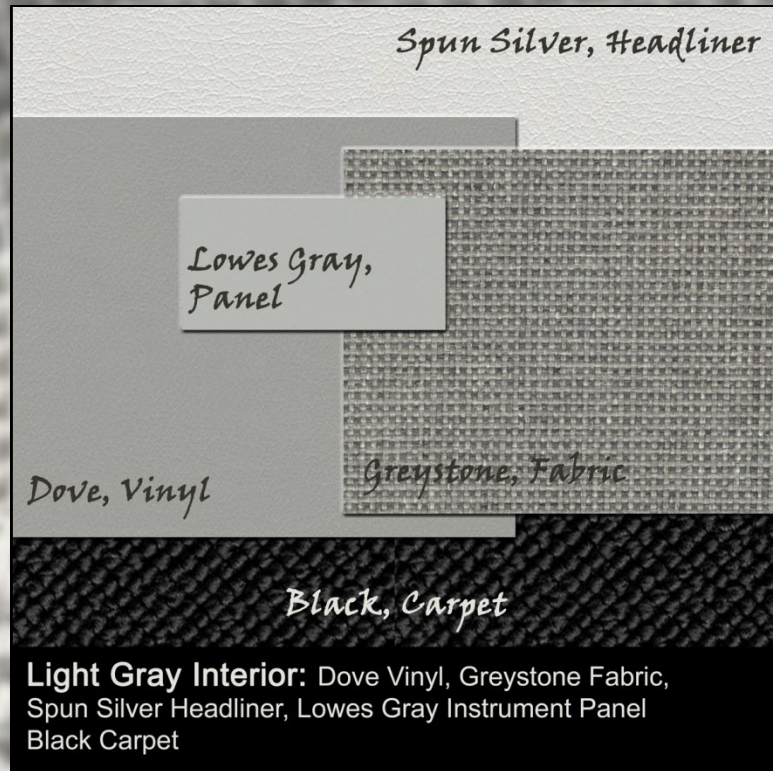 Spun Silver, Headliner
Lowes Gray,
Panel
Greystone, Fabric
Dove, Vinyl
Black, Carpet
Light Gray Interior: Dove Vinyl, Greystone Fabric,
Spun Silver Headliner, Lowes Gray Instrument Panel
Black Carpet